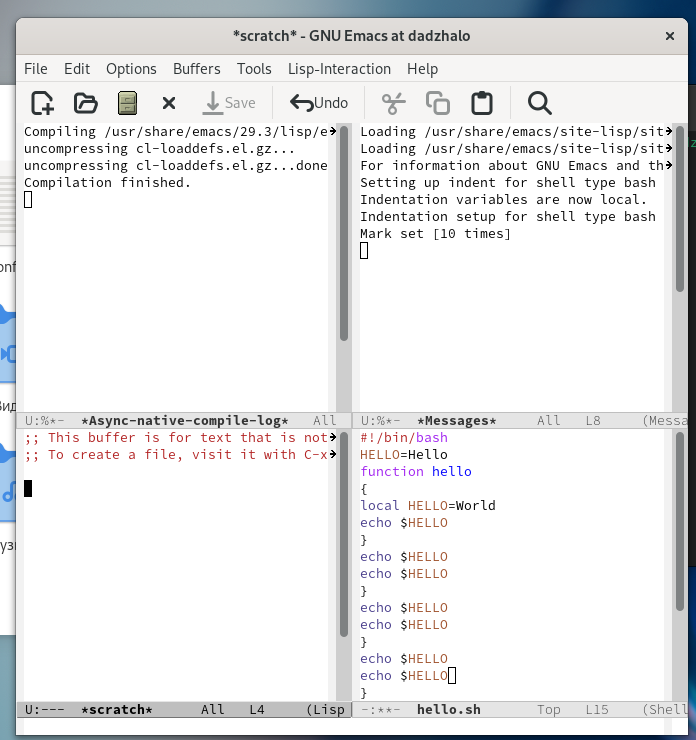 *scratch* - GNU Emacs at dadzhalo
File Edit Options Buffers Tools Lisp-Interaction Help
Save Undo
Compiling /usr/share/emacs/29.3/lisp/e
uncompressing cl-loaddefs.el.gz...
uncompressing cl-loaddefs.el.gz...done
Compilation finished.
U:%*- *Async-native-compile-log* All
Loading /usr/share/emacs/site-lisp/sit
Loading /usr/share/emacs/site-lisp/sit
For information about GNU Emacs and th
Setting up indent for shell type bash
Indentation variables are now local.
Indentation setup for shell type bash
Mark set [10 times]
U:%*- *Messages* All L8 (Messa
;; This buffer is for text that is not
;; To create a file, visit it with C-x
U:--- *scratch* All L4 (Lisp
#!/bin/bash
HELLO=Hello
function hello
{
local HELLO=World
echo $HELLO
}
echo $HELLO
echo $HELLO
}
echo $HELLO
echo $HELLO
}
echo $HELLO
echo $HELLO
}
-:**- hello.sh Top L15 (Shell